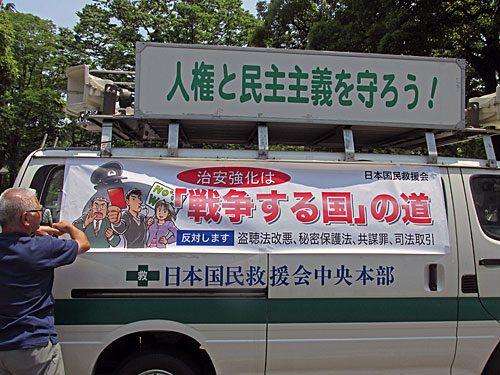 人権と民主主義を守ろう!
治安強化は
日本国民救援会
NO
「戦争する国」の道
反対します 盗聴法改悪、秘密保護法、共謀罪、司法取引
救 日本国民救援会中央本部